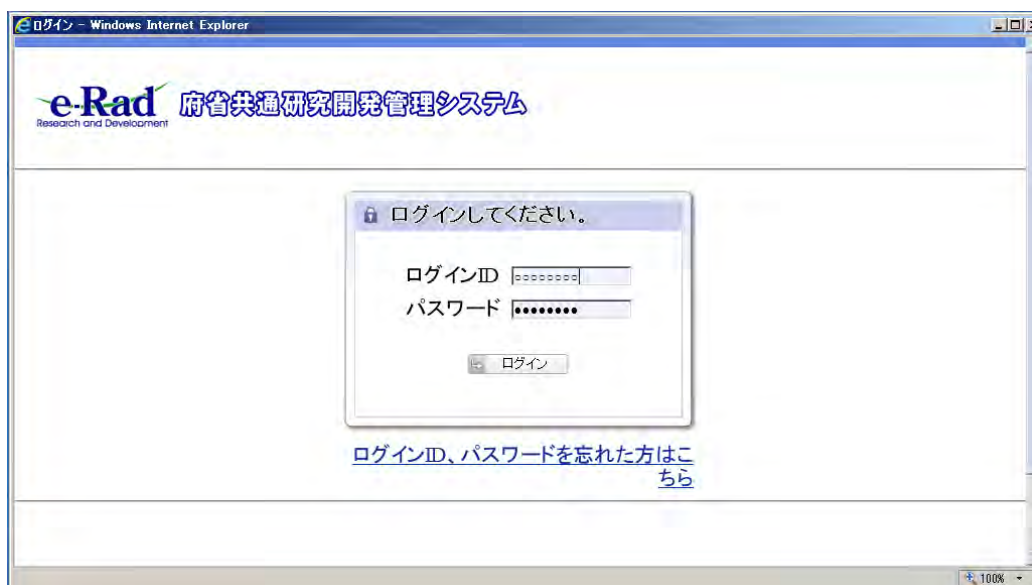 ログイン - Windows Internet Explorer
e-Rad
Research and Development
府省共通研究開発管理システム
ログインしてください。
ログインID □□□□□□□□
パスワード ••••••••
ログイン
ログインID、パスワードを忘れた方はこ
ちら
100%